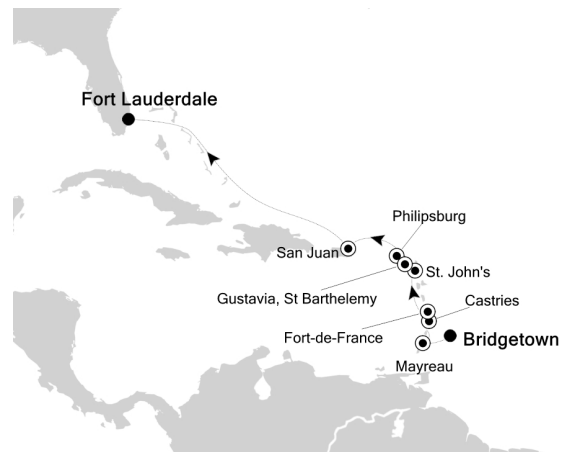 Fort Lauderdale
Philipsburg
San Juan
St. John's
Gustavia, St Barthelemy
Castries
Fort-de-France
Bridgetown
Mayreau